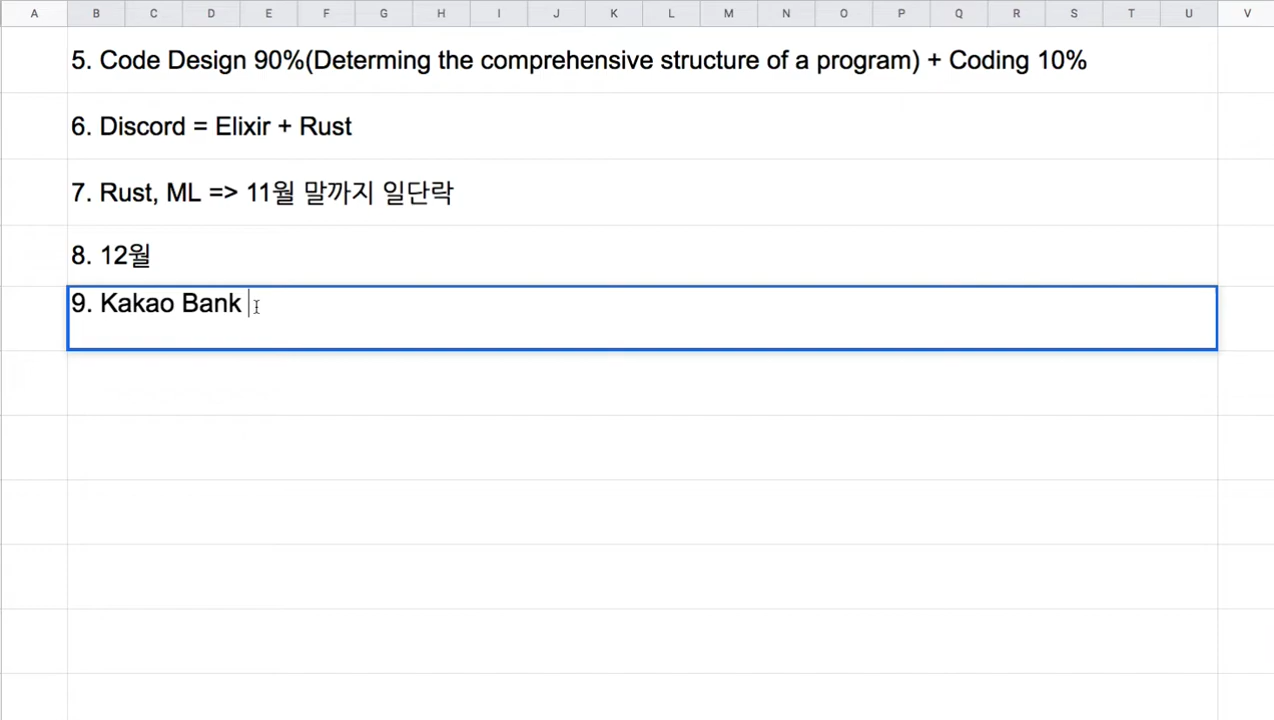 A B C D E F G H I J K L M N O P Q R S T U V
5. Code Design 90%(Determing the comprehensive structure of a program) + Coding 10%
6. Discord = Elixir + Rust
7. Rust, ML => 11월 말까지 일단락
8. 12월
9. Kakao Bank